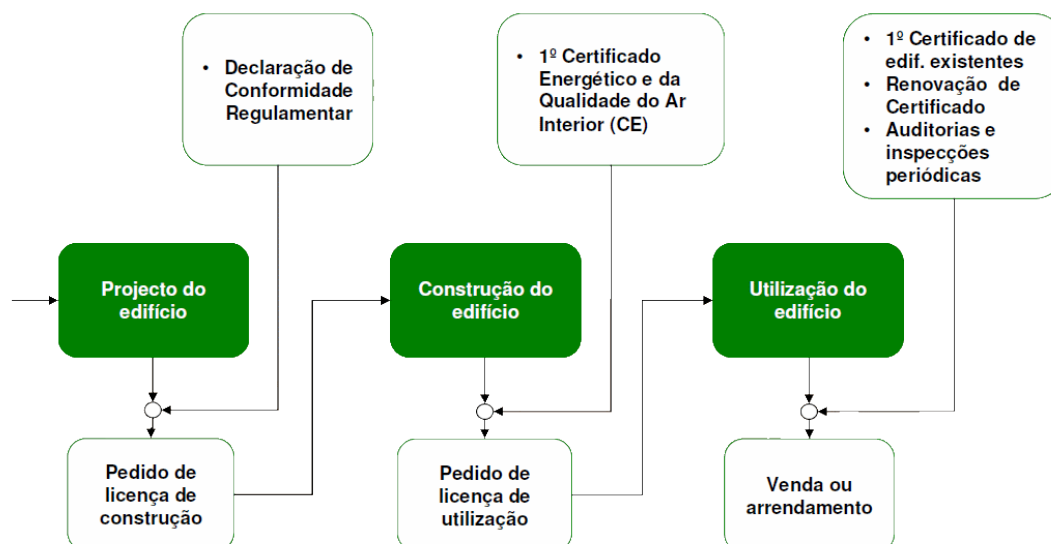 • Declaração de
Conformidade
Regulamentar
• 1º Certificado
Energético e da
Qualidade do Ar
Interior (CE)
• 1º Certificado de
edif. existentes
• Renovação de
Certificado
• Auditorias e
inspecções
periódicas
Projecto do
edifício
Construção do
edifício
Utilização do
edifício
Pedido de
licença de
construção
Pedido de
licença de
utilização
Venda ou
arrendamento